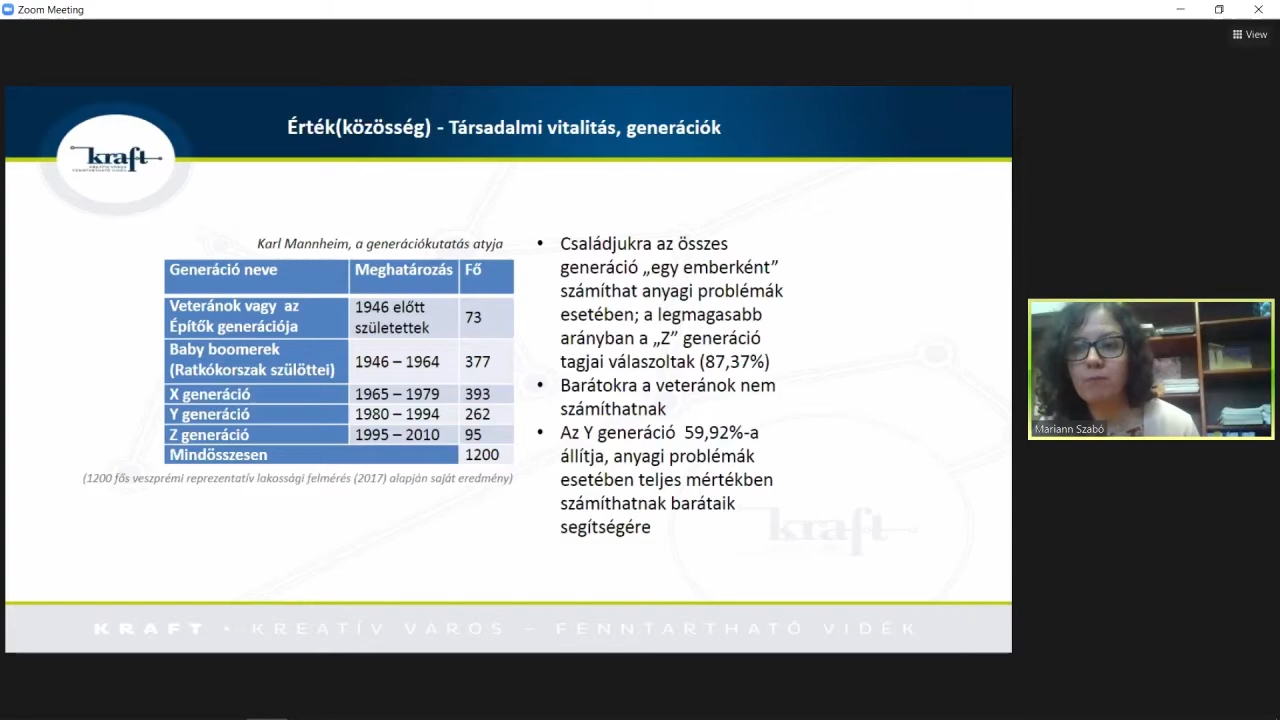 Zoom Meeting
View
Érték(közösség) - Társadalmi vitalitás, generációk
kraft
Karl Mannheim, a generációkutatás atyja
Generáció neve Meghatározás Fő
Veteránok vagy az Építők generációja 1946 előtt születettek 73
Baby boomerek (Ratkókorszak szülöttei) 1946 – 1964 377
X generáció 1965 – 1979 393
Y generáció 1980 – 1994 262
Z generáció 1995 – 2010 95
Mindösszesen 1200
(1200 fős veszprémi reprezentatív lakossági felmérés (2017) alapján saját eredmény)
• Családjukra az összes
generáció „egy emberként”
számíthat anyagi problémák
esetében; a legmagasabb
arányban a „Z” generáció
tagjai válaszoltak (87,37%)
• Barátokra a veteránok nem
számíthatnak
• Az Y generáció 59,92%-a
állítja, anyagi problémák
esetében teljes mértékben
számíthatnak barátaik
segítségére
kraft
KRAFT • KREATÍV VÁROS – FENNTARTHATÓ VIDÉK
Mariann Szabó